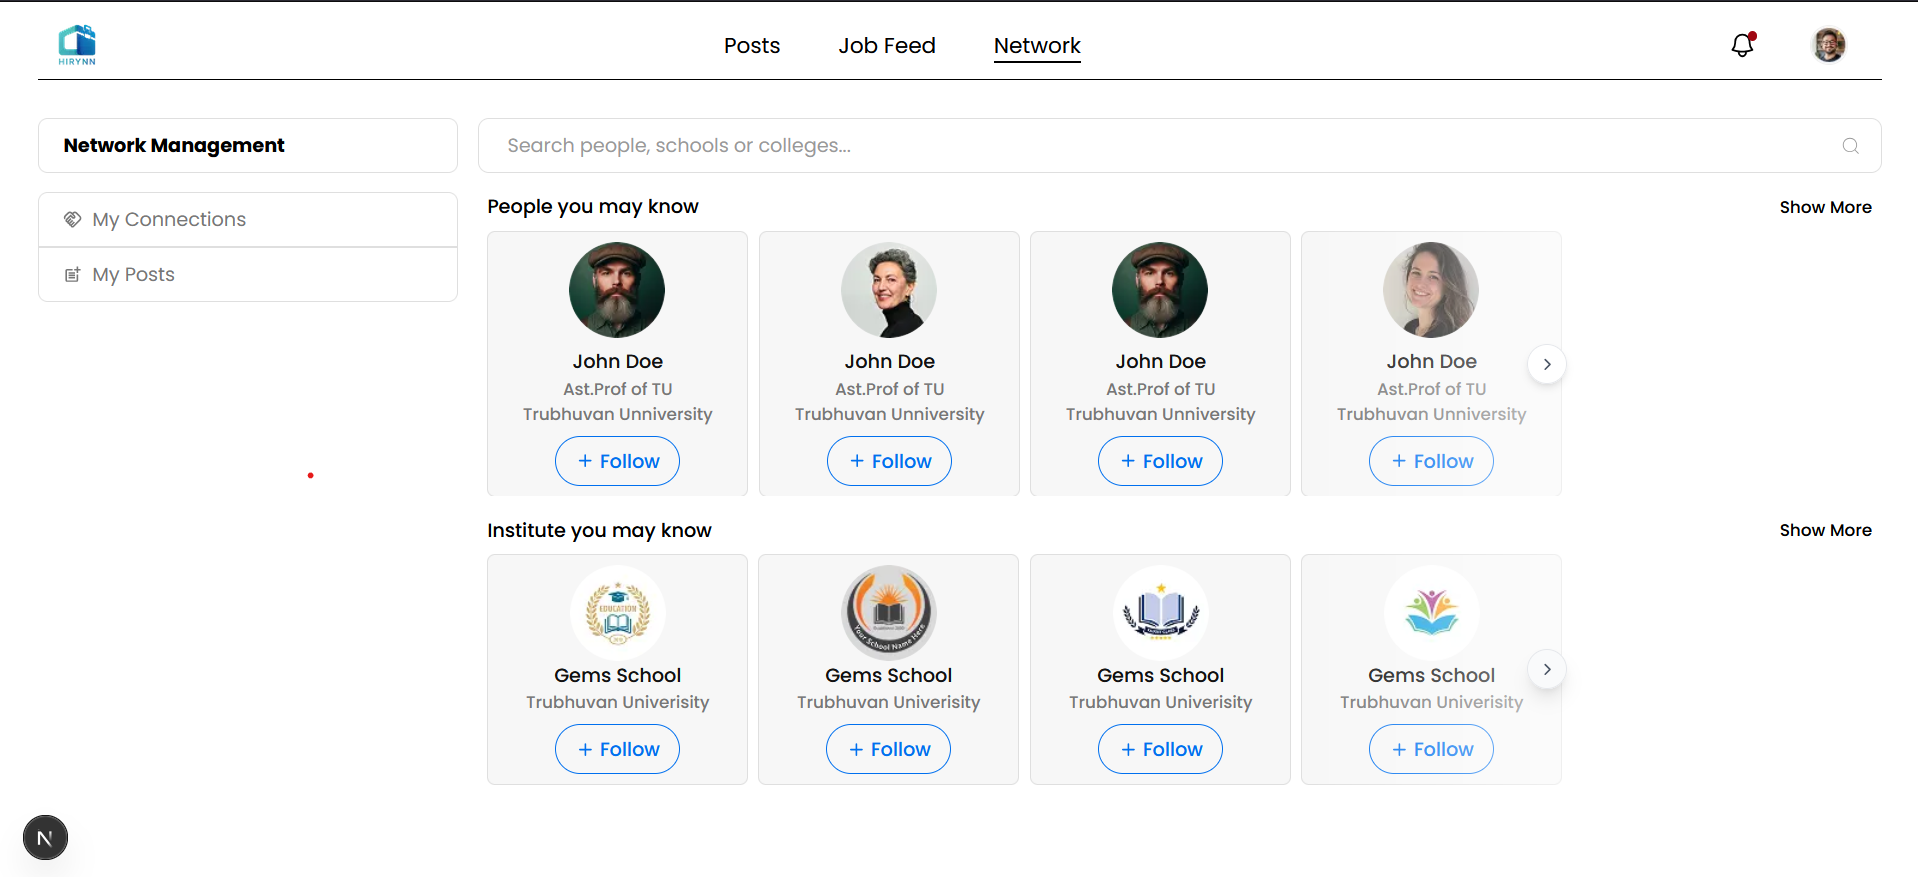 HIRYNN
Posts
Job Feed
Network
Network Management
Search people, schools or colleges...
My Connections
My Posts
People you may know
Show More
John Doe
Ast.Prof of TU
Trubhuvan Unniversity
+ Follow
John Doe
Ast.Prof of TU
Trubhuvan Unniversity
+ Follow
John Doe
Ast.Prof of TU
Trubhuvan Unniversity
+ Follow
John Doe
Ast.Prof of TU
Trubhuvan Unniversity
+ Follow
Institute you may know
Show More
EDUCATION
Gems School
Trubhuvan Univerisity
+ Follow
Your School Name Here
Gems School
Trubhuvan Univerisity
+ Follow
Gems School
Trubhuvan Univerisity
+ Follow
Gems School
Trubhuvan Univerisity
+ Follow
N